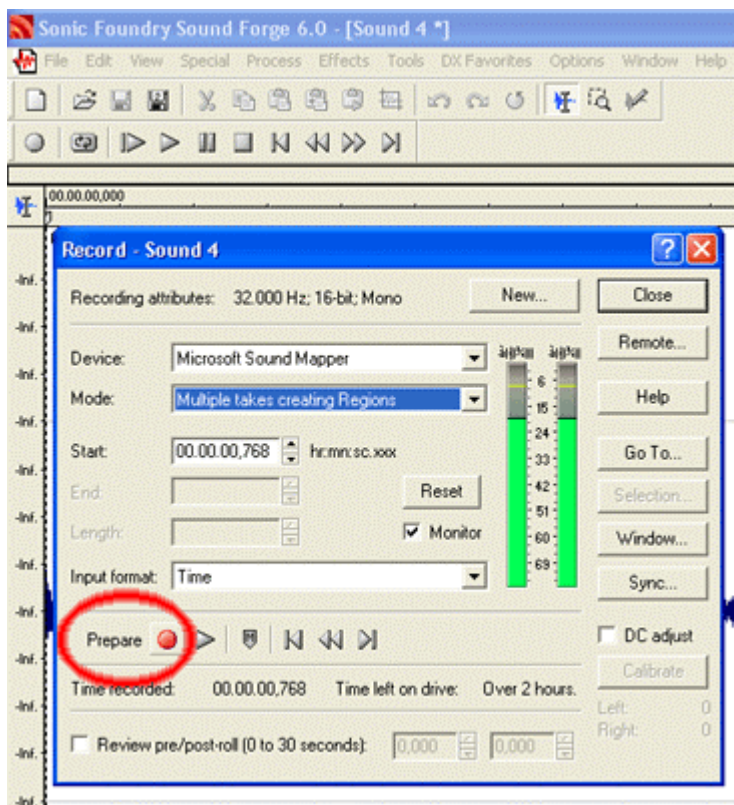 Sonic Foundry Sound Forge 6.0 - [Sound 4 *]
File Edit View Special Process Effects Tools DX Favorites Options Window Help
00.00.00,000
Record - Sound 4
Recording attributes: 32.000 Hz; 16-bit; Mono New... Close
Remote...
Device: Microsoft Sound Mapper
Mode: Multiple takes creating Regions Help
Start: 00.00.00,768 hr:mn:sc.xxx Go To...
End: Reset Selection...
Length: Monitor Window...
Input format: Time Sync...
6
15
24
33
42
51
60
69
Prepare DC adjust
Calibrate
Time recorded: 00.00.00,768 Time left on drive: Over 2 hours.
Left: 0
Right: 0
Review pre/post-roll (0 to 30 seconds): 0,000 0,000
-Inf.
-Inf.
-Inf.
-Inf.
-Inf.
-Inf.
-Inf.
-Inf.
-Inf.
-Inf.
-Inf.
-Inf.